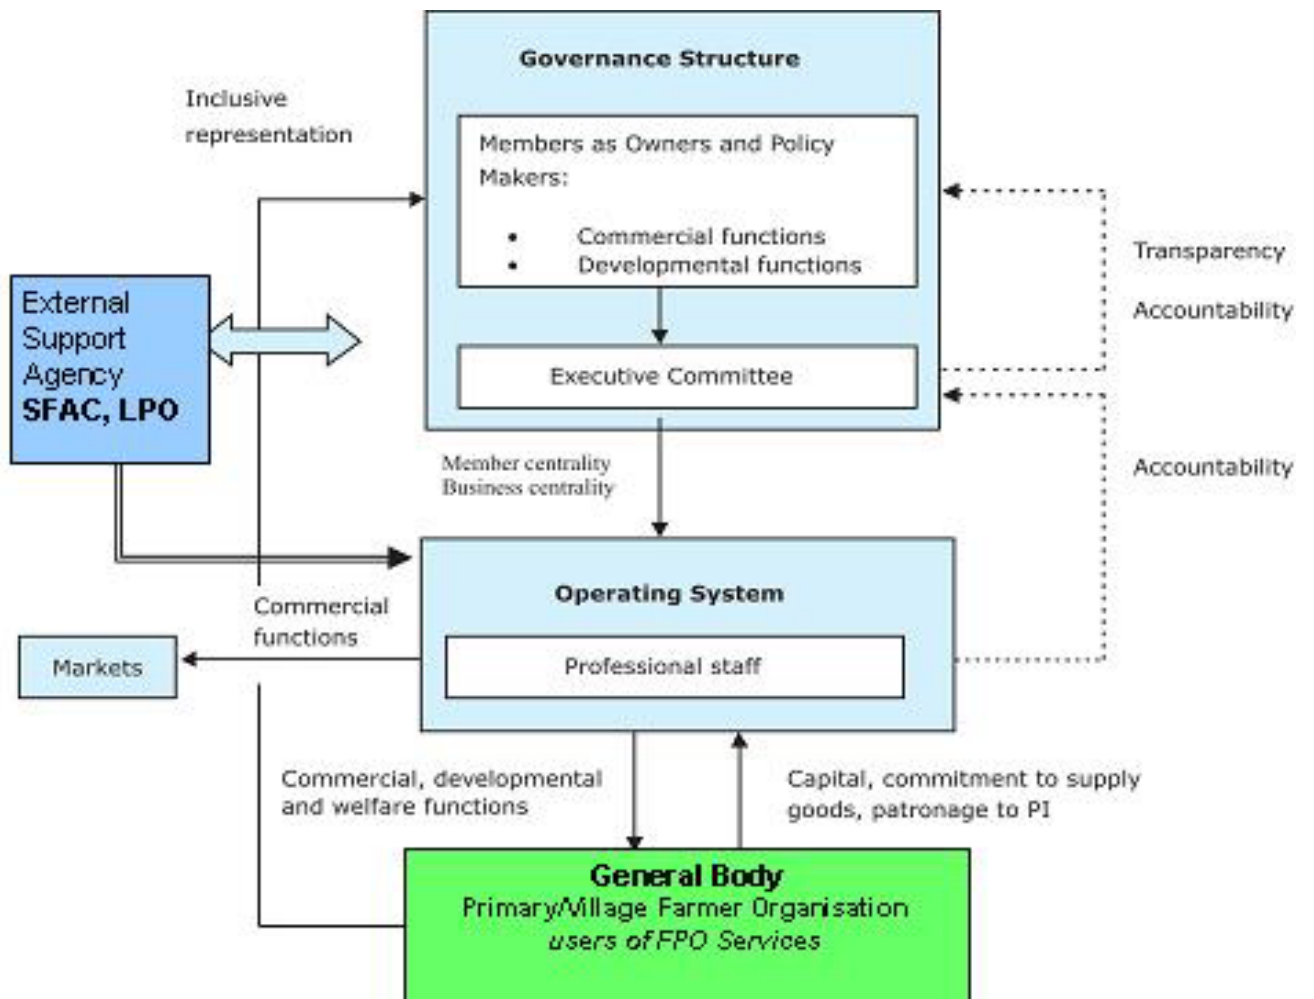 Governance Structure
Inclusive
representation
Members as Owners and Policy
Makers:
• Commercial functions
• Developmental functions
Executive Committee
Transparency
Accountability
External
Support
Agency
SFAC, LPO
Member centrality
Business centrality
Accountability
Operating System
Professional staff
Commercial
functions
Markets
Commercial, developmental
and welfare functions
Capital, commitment to supply
goods, patronage to PI
General Body
Primary/Village Farmer Organisation
users of FPO Services